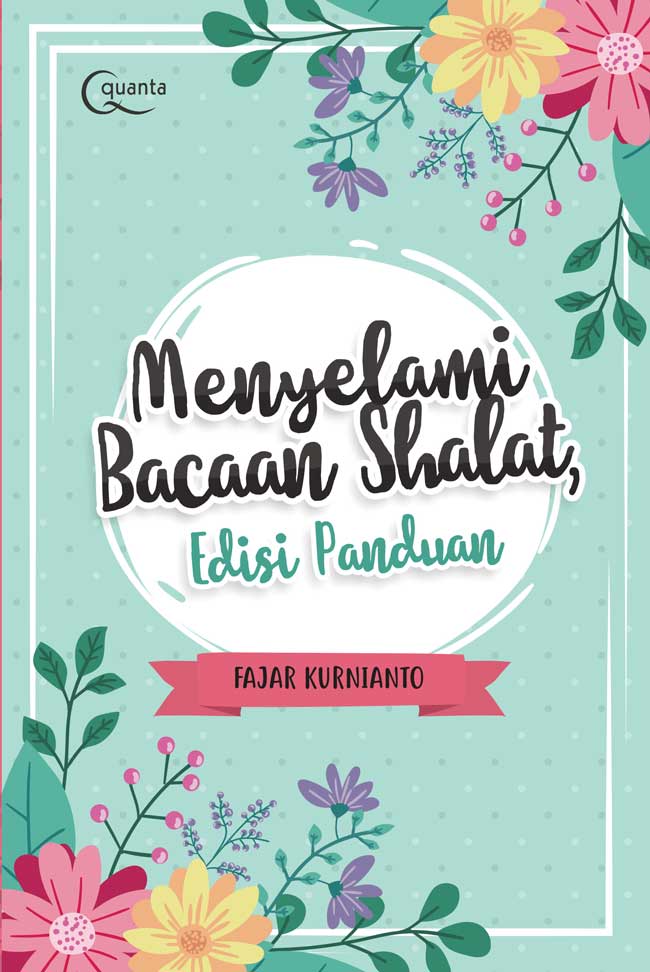 quanta
Menyelami
Bacaan Shalat,
Edisi Panduan
FAJAR KURNIANTO